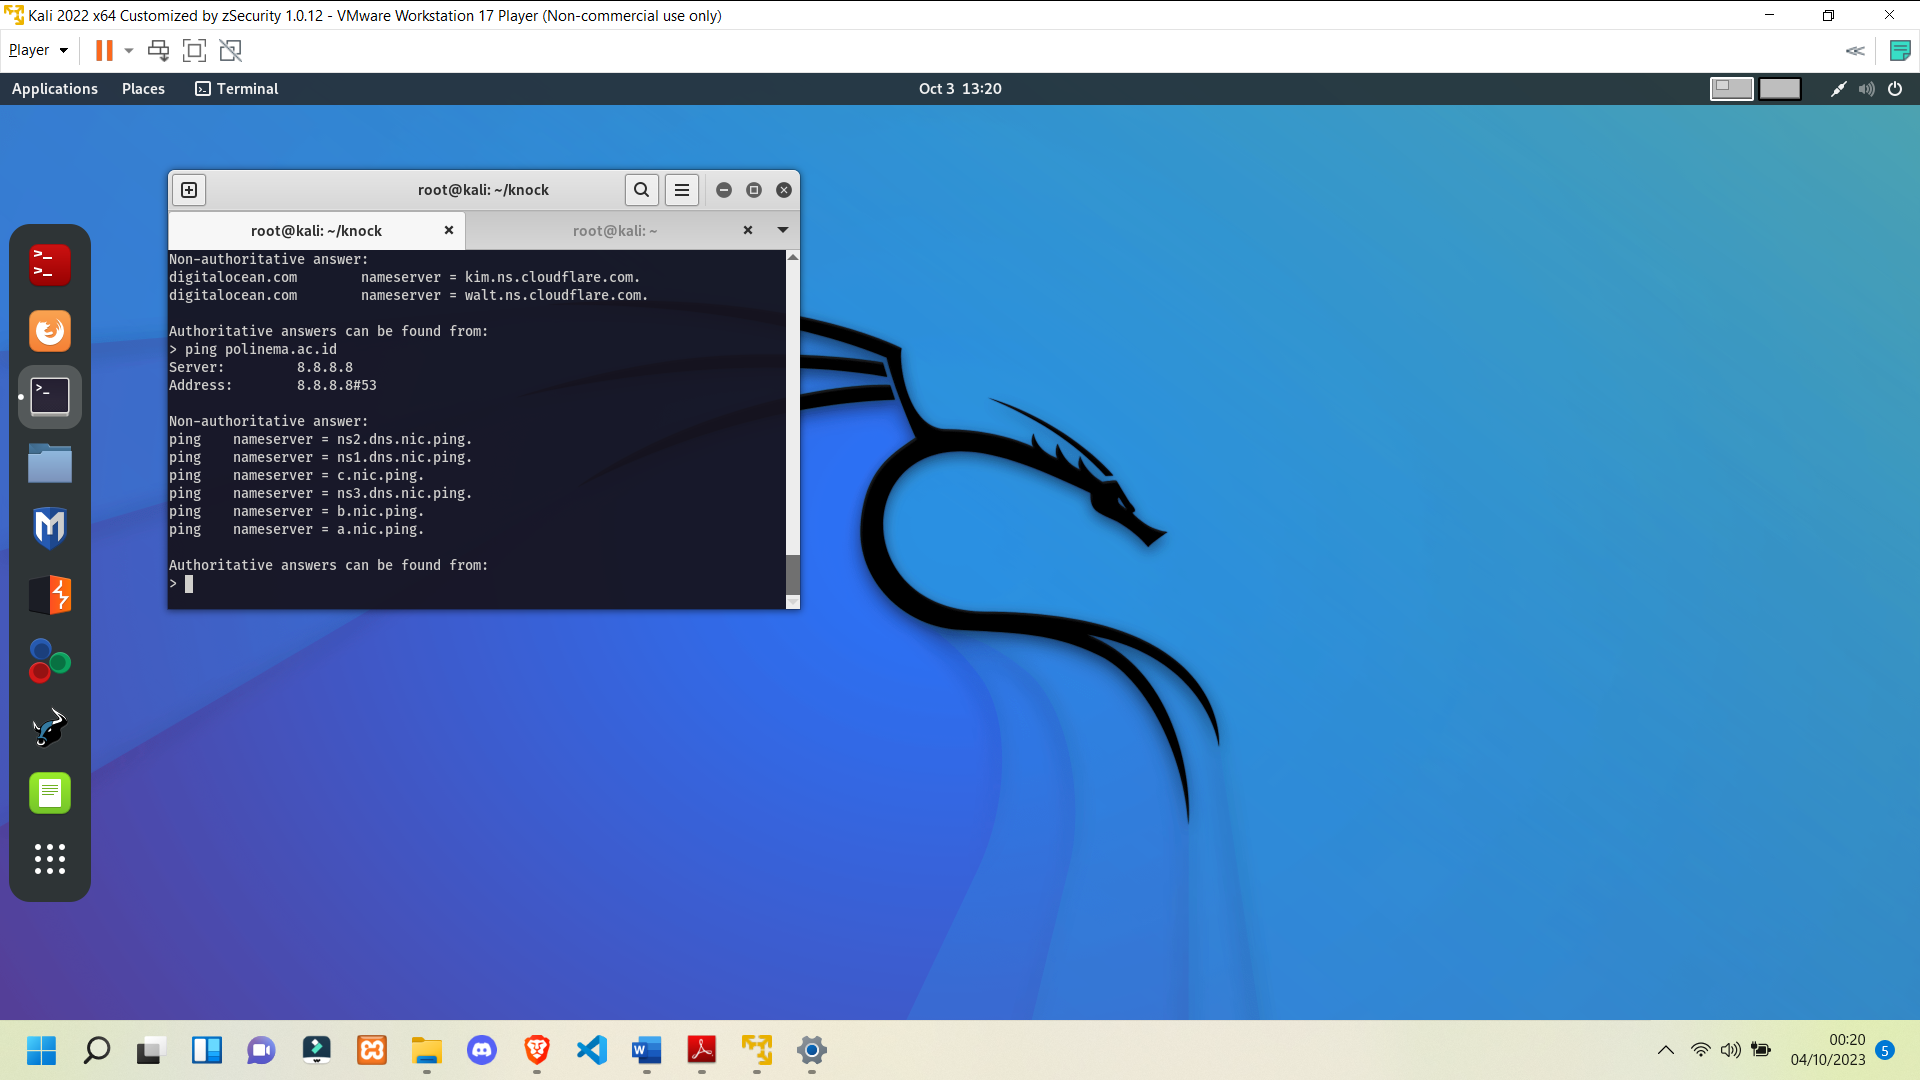 Kali 2022 x64 Customized by zSecurity 1.0.12 - VMware Workstation 17 Player (Non-commercial use only)
Player
Applications Places Terminal Oct 3 13:20
root@kali: ~/knock
root@kali: ~/knock root@kali: ~
Non-authoritative answer:
digitalocean.com nameserver = kim.ns.cloudflare.com.
digitalocean.com nameserver = walt.ns.cloudflare.com.
Authoritative answers can be found from:
> ping polinema.ac.id
Server: 8.8.8.8
Address: 8.8.8.8#53
Non-authoritative answer:
ping nameserver = ns2.dns.nic.ping.
ping nameserver = ns1.dns.nic.ping.
ping nameserver = c.nic.ping.
ping nameserver = ns3.dns.nic.ping.
ping nameserver = b.nic.ping.
ping nameserver = a.nic.ping.
Authoritative answers can be found from:
>
00:20
04/10/2023
5